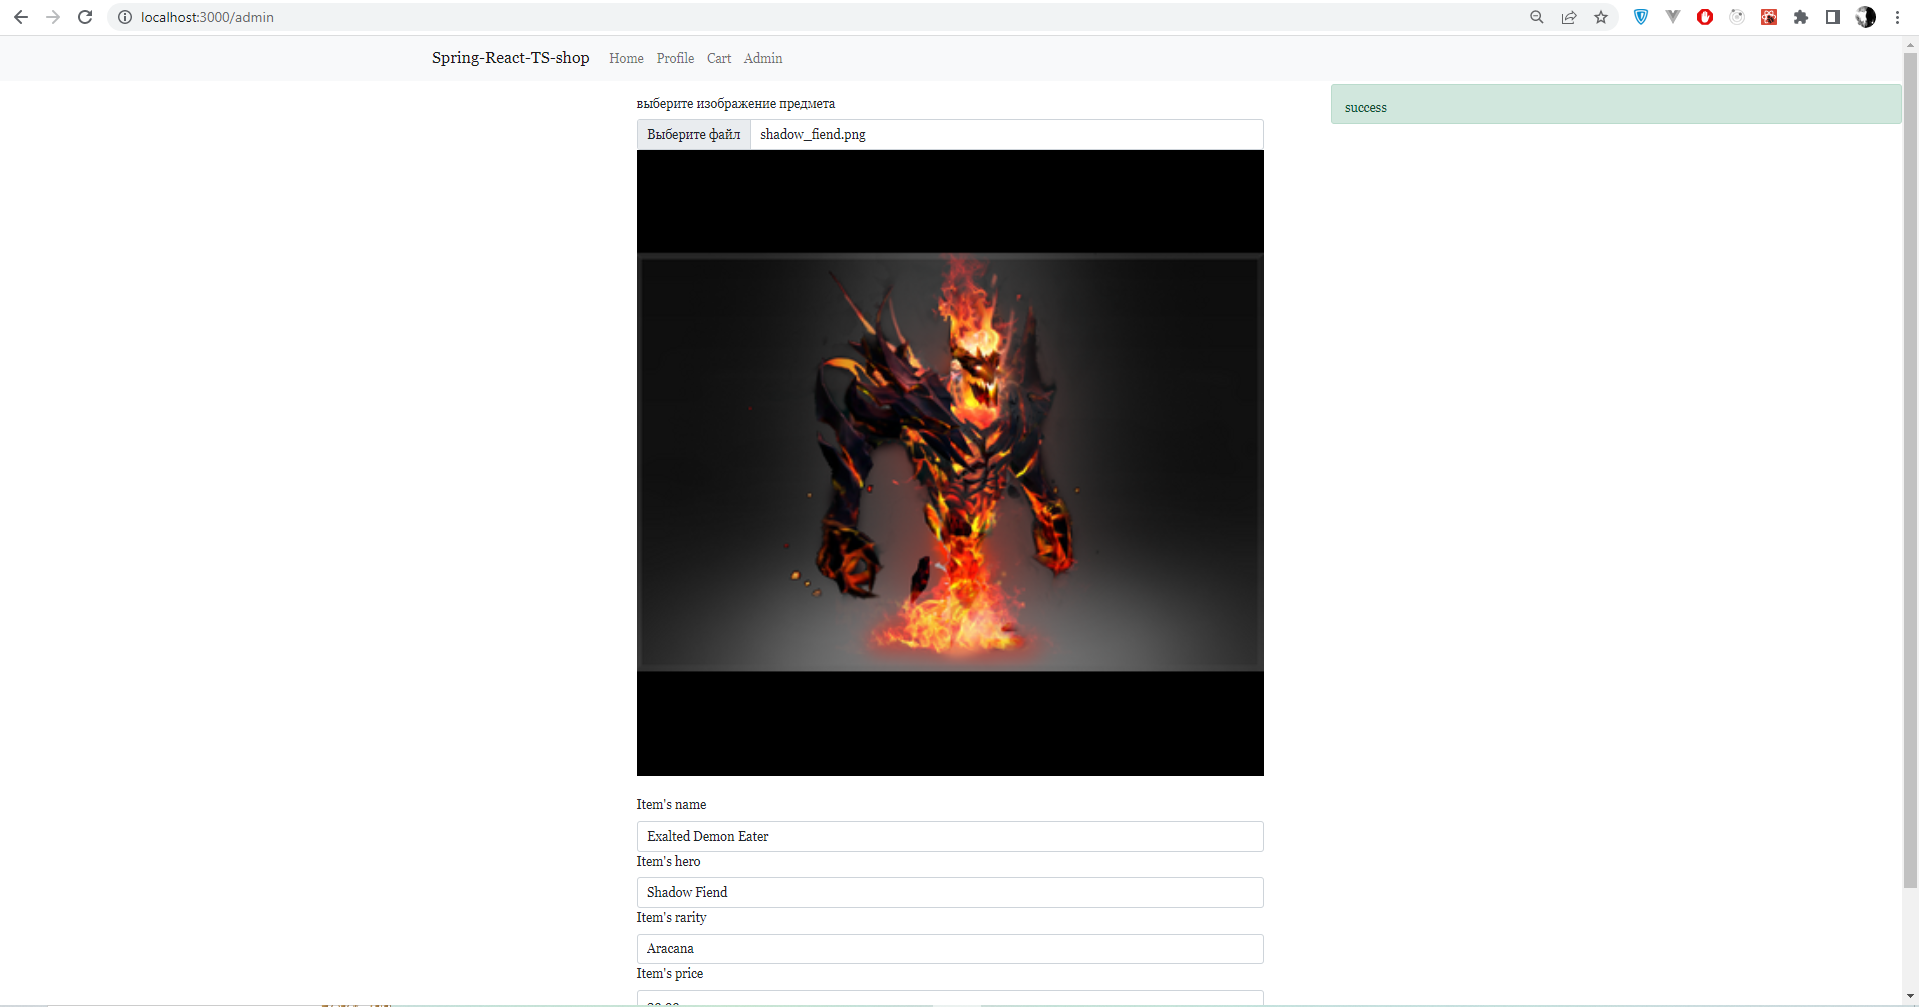 localhost:3000/admin
Spring-React-TS-shop Home Profile Cart Admin
success
выберите изображение предмета
Выберите файл shadow_fiend.png
Item's name
Exalted Demon Eater
Item's hero
Shadow Fiend
Item's rarity
Aracana
Item's price